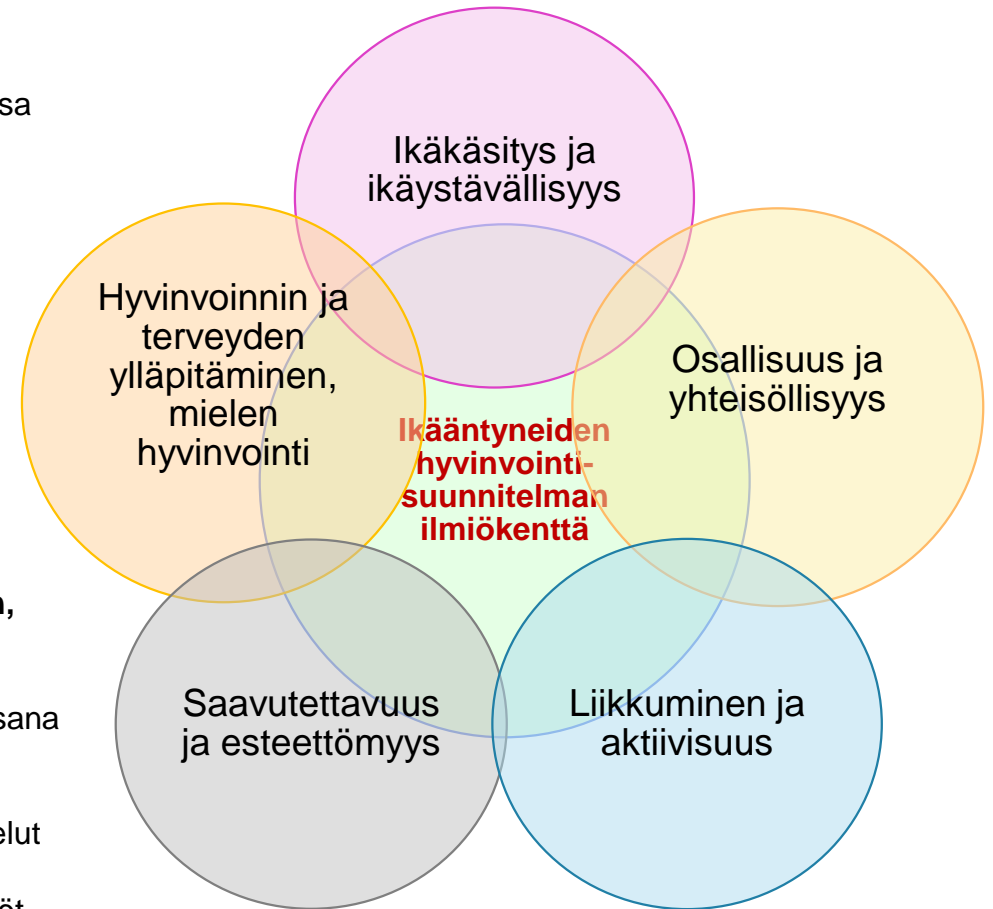 sa
Ikäkäsitys ja
ikäystävällisyys
Hyvinvoinnin ja
terveyden
ylläpitäminen,
mielen
hyvinvointi
Osallisuus ja
yhteisöllisyys
Ikääntyneiden
hyvinvointi-
suunnitelman
ilmiökenttä
Saavutettavuus
ja esteettömyys
Liikkuminen ja
aktiivisuus
sana
elut